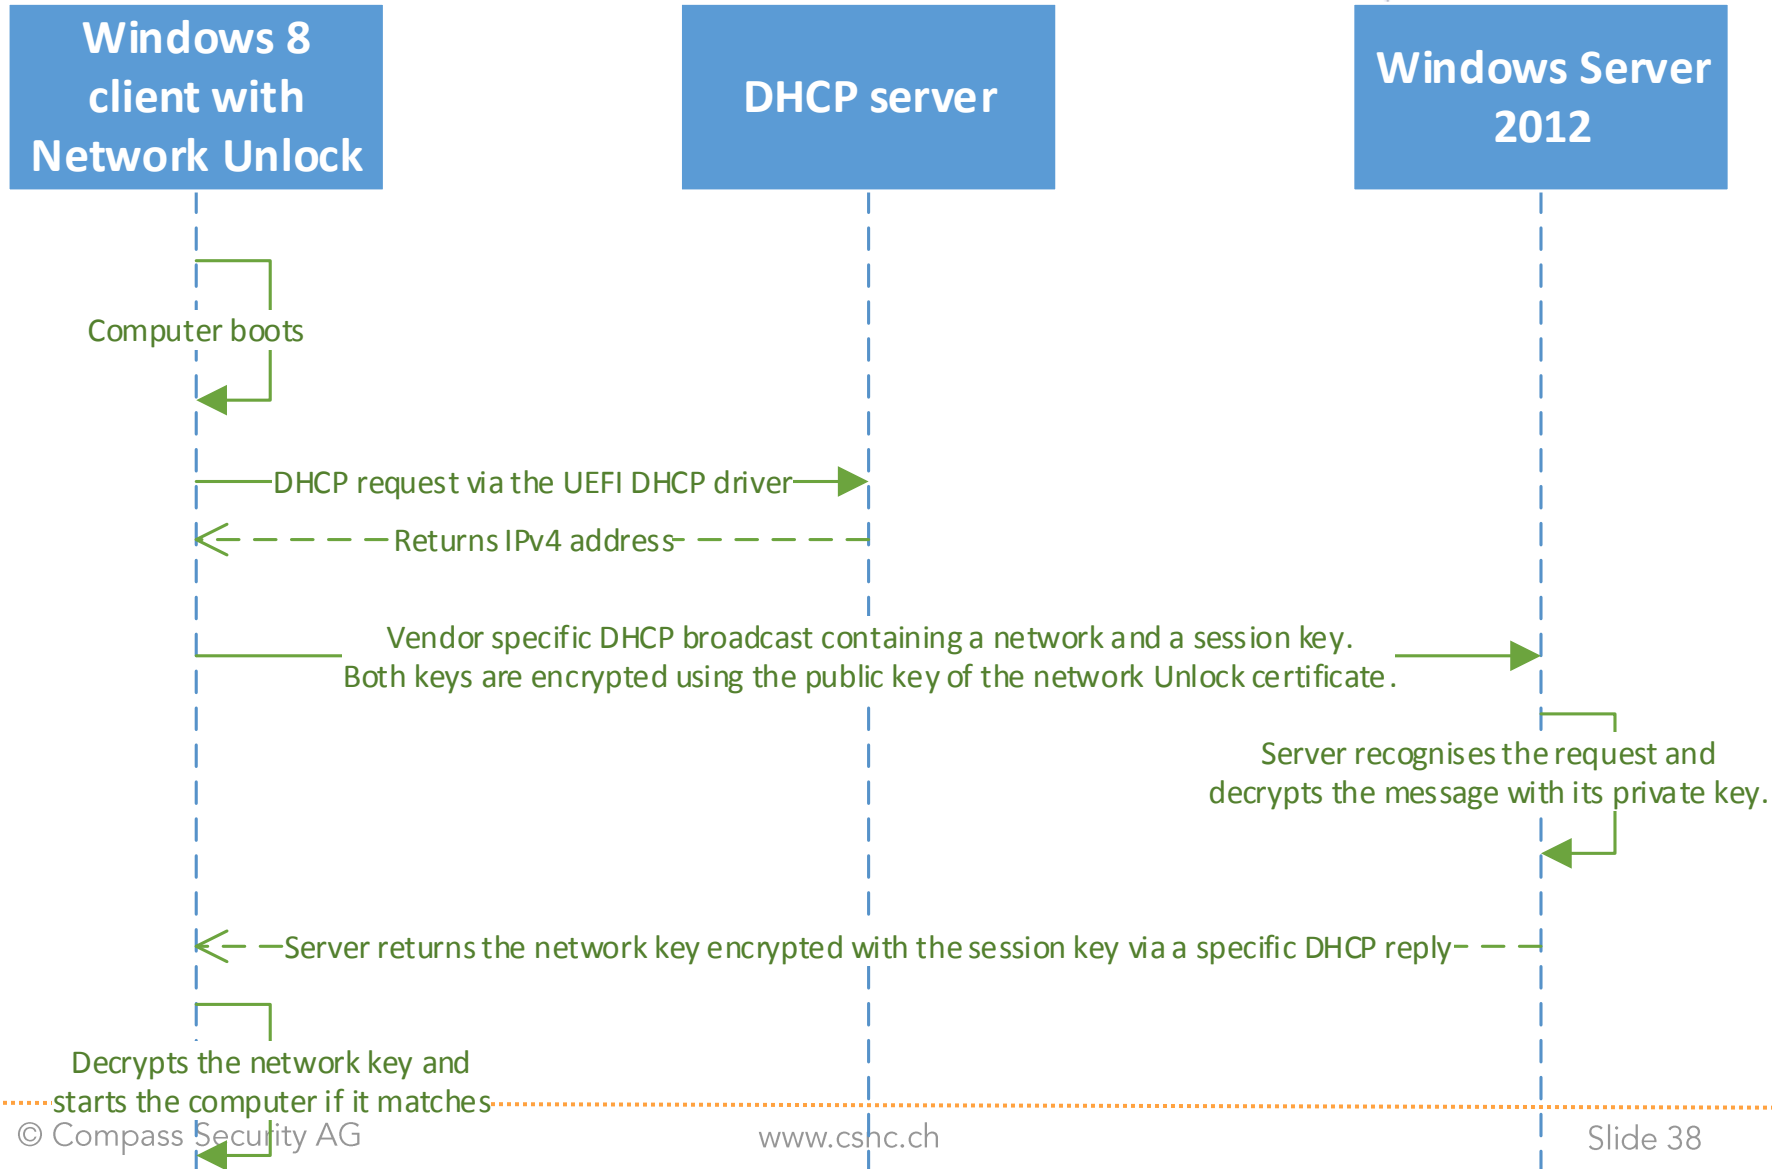 Windows 8
client with
Network Unlock
DHCP server
Windows Server
2012
Computer boots
DHCP request via the UEFI DHCP driver
Returns IPv4 address
Vendor specific DHCP broadcast containing a network and a session key.
Both keys are encrypted using the public key of the network Unlock certificate.
Server recognises the request and
decrypts the message with its private key.
Server returns the network key encrypted with the session key via a specific DHCP reply
Decrypts the network key and
starts the computer if it matches
© Compass Security AG
www.csnc.ch
Slide 38